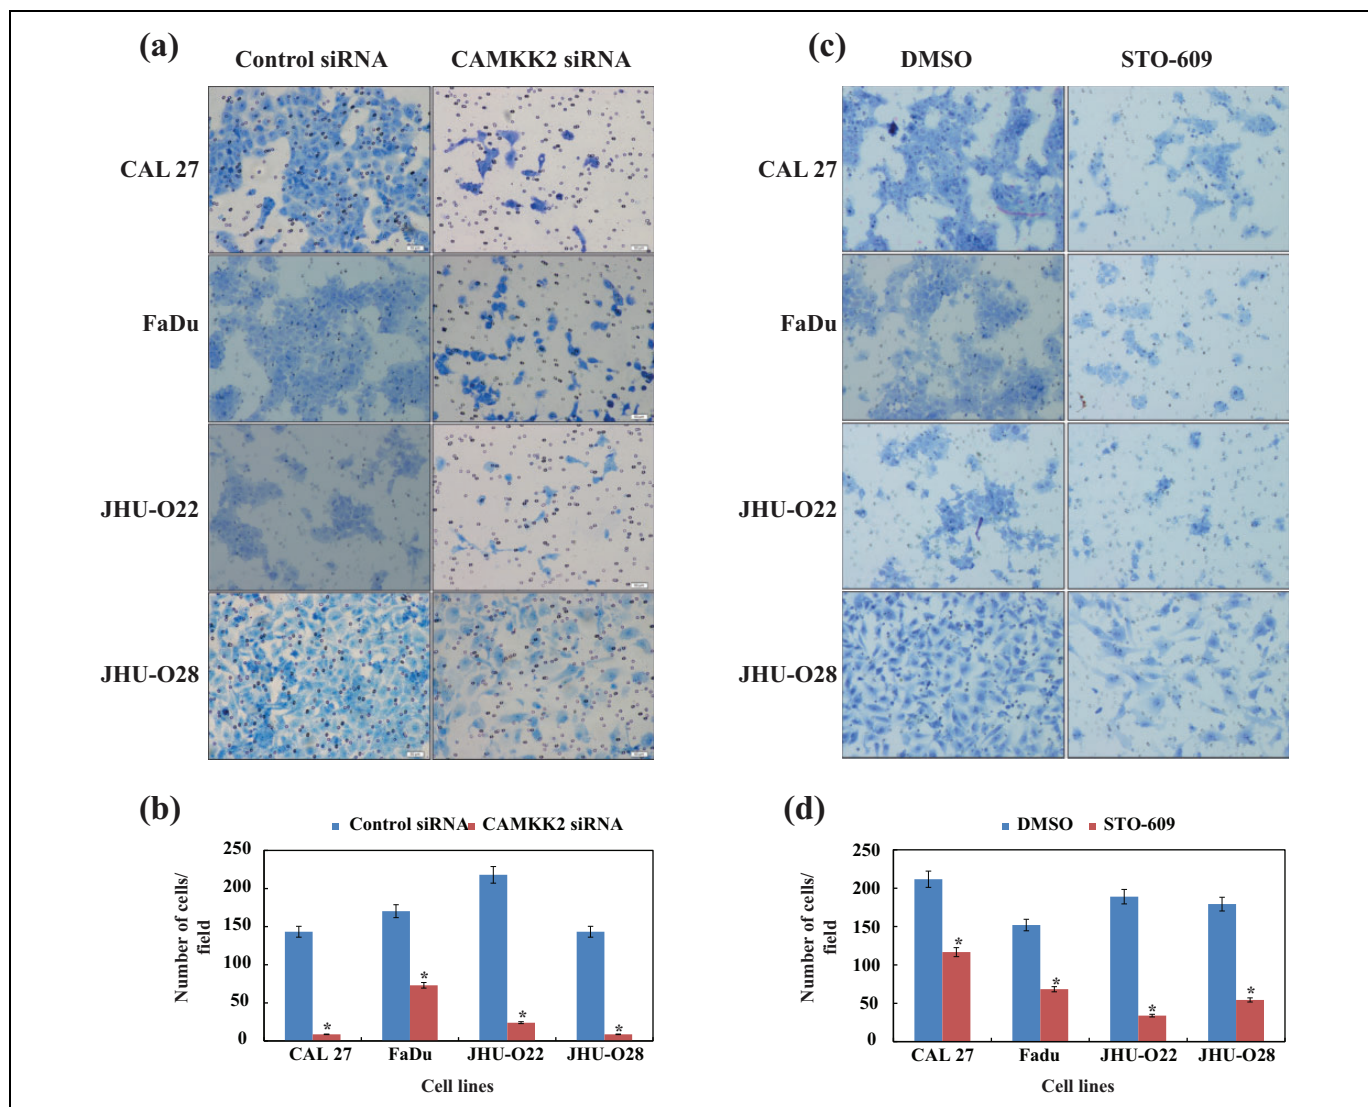 (a)
Control siRNA CAMKK2 siRNA
CAL 27
FaDu
JHU-O22
JHU-O28
(c)
DMSO STO-609
CAL 27
FaDu
JHU-O22
JHU-O28
(b)
Control siRNA CAMKK2 siRNA
Number of cells/
field
250
200
150
100
50
0
* * * *
CAL 27 FaDu JHU-O22 JHU-O28
Cell lines
(d)
DMSO STO-609
Number of cells/
field
250
200
150
100
50
0
* * * *
CAL 27 Fadu JHU-O22 JHU-O28
Cell lines